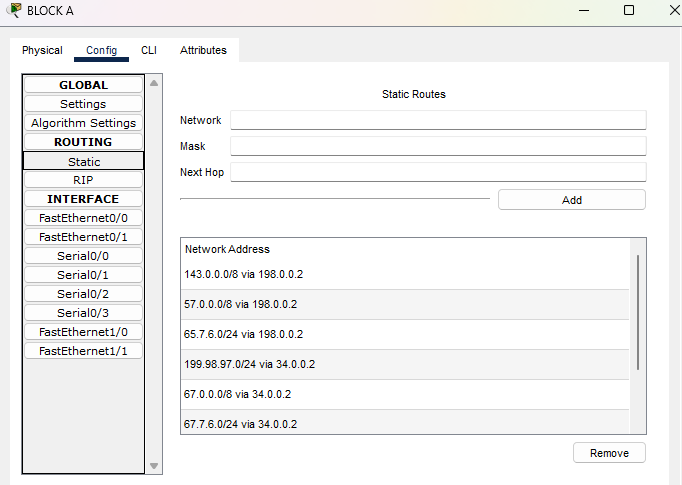 BLOCK A
Physical Config CLI Attributes
GLOBAL
Settings
Algorithm Settings
ROUTING
Static
RIP
INTERFACE
FastEthernet0/0
FastEthernet0/1
Serial0/0
Serial0/1
Serial0/2
Serial0/3
FastEthernet1/0
FastEthernet1/1
Static Routes
Network
Mask
Next Hop
Add
Network Address
143.0.0.0/8 via 198.0.0.2
57.0.0.0/8 via 198.0.0.2
65.7.6.0/24 via 198.0.0.2
199.98.97.0/24 via 34.0.0.2
67.0.0.0/8 via 34.0.0.2
67.7.6.0/24 via 34.0.0.2
Remove